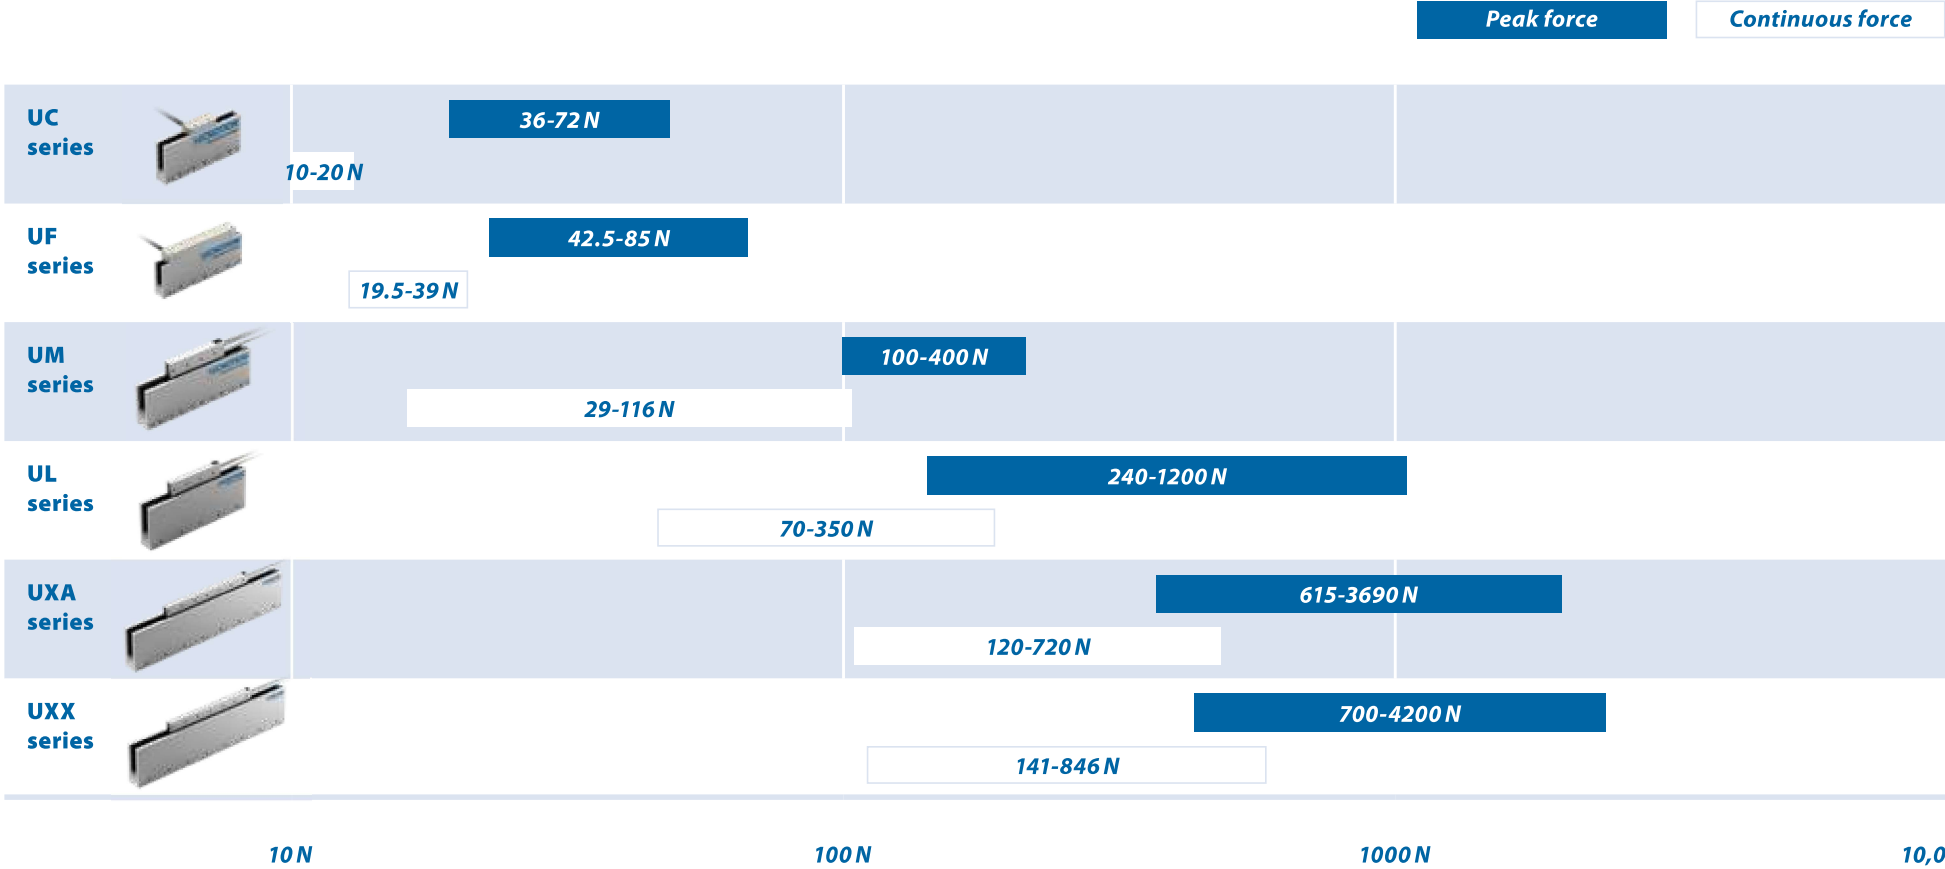 Peak force
Continuous force
UC
series
36-72 N
10-20 N
UF
series
42.5-85 N
19.5-39 N
UM
series
100-400 N
29-116 N
UL
series
240-1200 N
70-350 N
UXA
series
615-3690 N
120-720 N
UXX
series
700-4200 N
141-846 N
10 N
100 N
1000 N
10,0